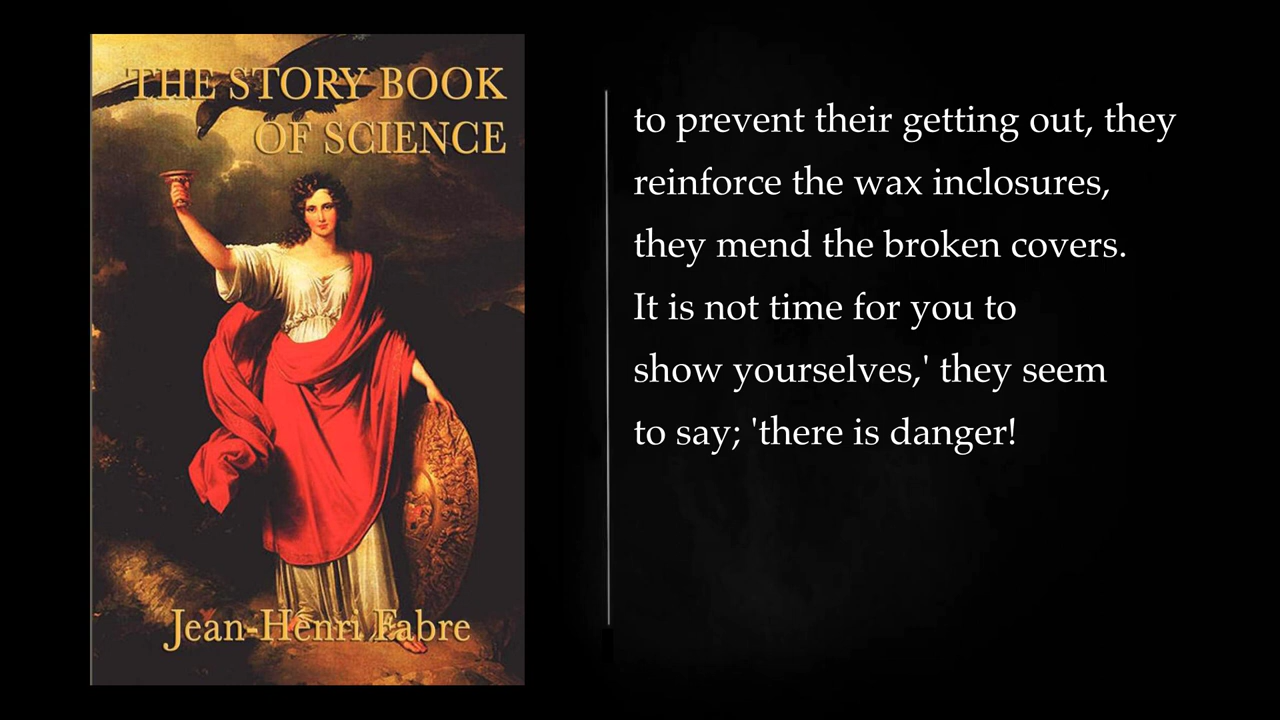 THE STORY BOOK
OF SCIENCE
Jean-Henri Fabre
to prevent their getting out, they
reinforce the wax inclosures,
they mend the broken covers.
It is not time for you to
show yourselves,' they seem
to say; 'there is danger!